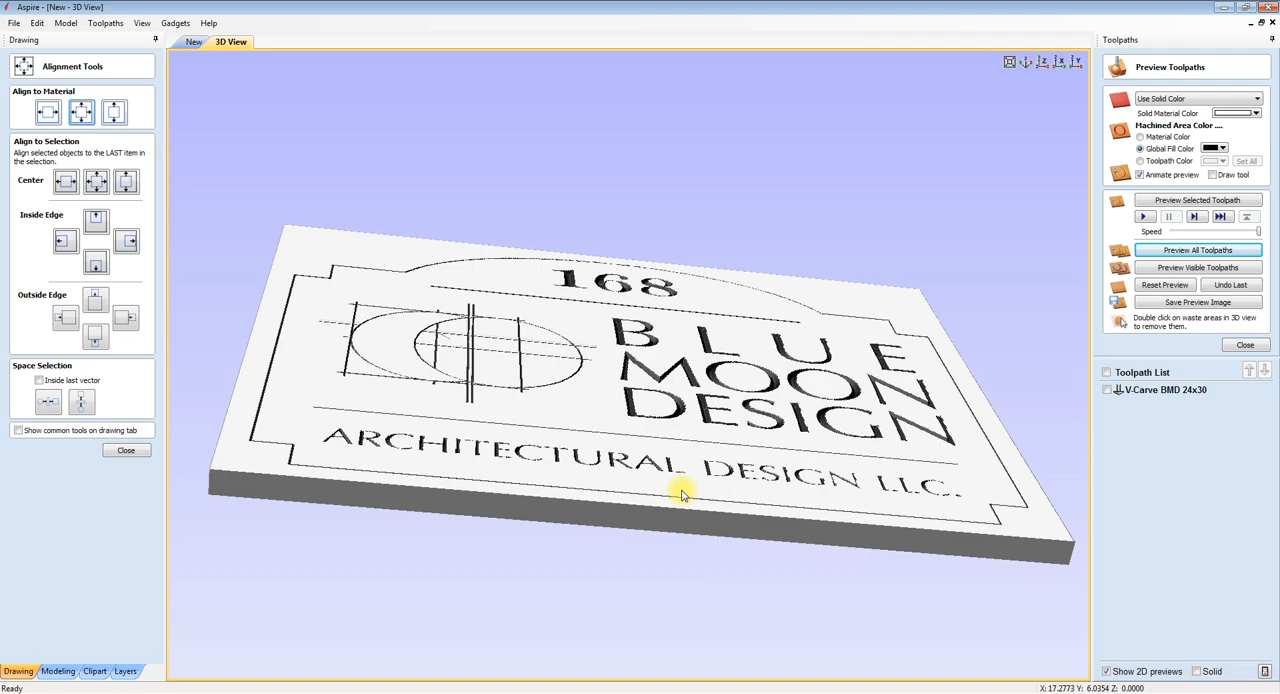 Aspire - [New - 3D View]
File Edit Model Toolpaths View Gadgets Help
Drawing
Alignment Tools
Align to Material
Align to Selection
Align selected objects to the LAST item in
the selection.
Center
Inside Edge
Outside Edge
Space Selection
Inside last vector
Show common tools on drawing tab
Close
Drawing Modeling Clipart Layers
Ready
New 3D View
Z X Y
168
BLUE
MOON
DESIGN
ARCHITECTURAL DESIGN LLC.
Toolpaths
Preview Toolpaths
Use Solid Color
Solid Material Color
Machined Area Color ....
Material Color
Global Fill Color
Toolpath Color Set All
Animate preview Draw tool
Preview Selected Toolpath
Speed
Preview All Toolpaths
Preview Visible Toolpaths
Reset Preview Undo Last
Save Preview Image
Double click on waste areas in 3D view
to remove them.
Close
Toolpath List
V-Carve BMD 24x30
Show 2D previews Solid
X: 17.2773 Y: 6.0354 Z: 0.0000